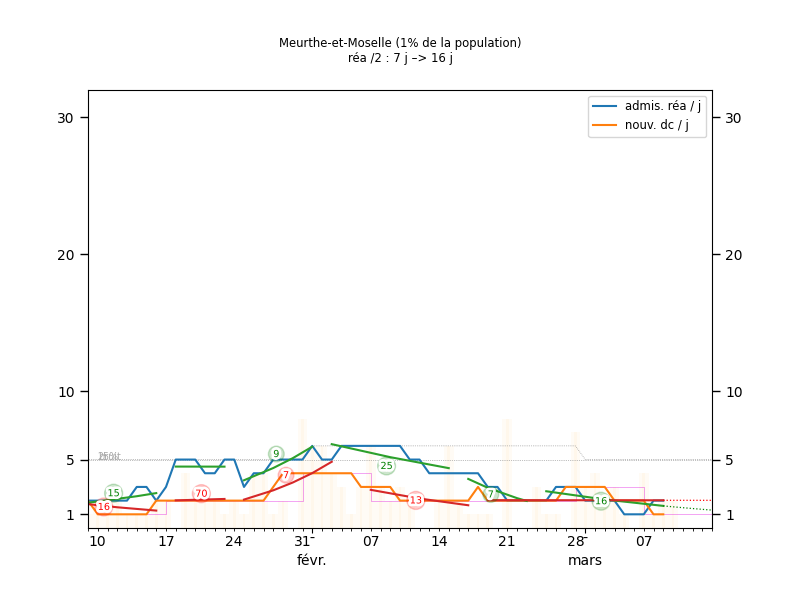 Meurthe-et-Moselle (1% de la population)
réa /2 : 7 j –> 16 j
admis. réa / j
nouv. dc / j
30 30
20 20
10 10
5 5
1 1
9
7
25
15
16
70
13
7
16
10 17 24 31 07 14 21 28 07
févr. mars